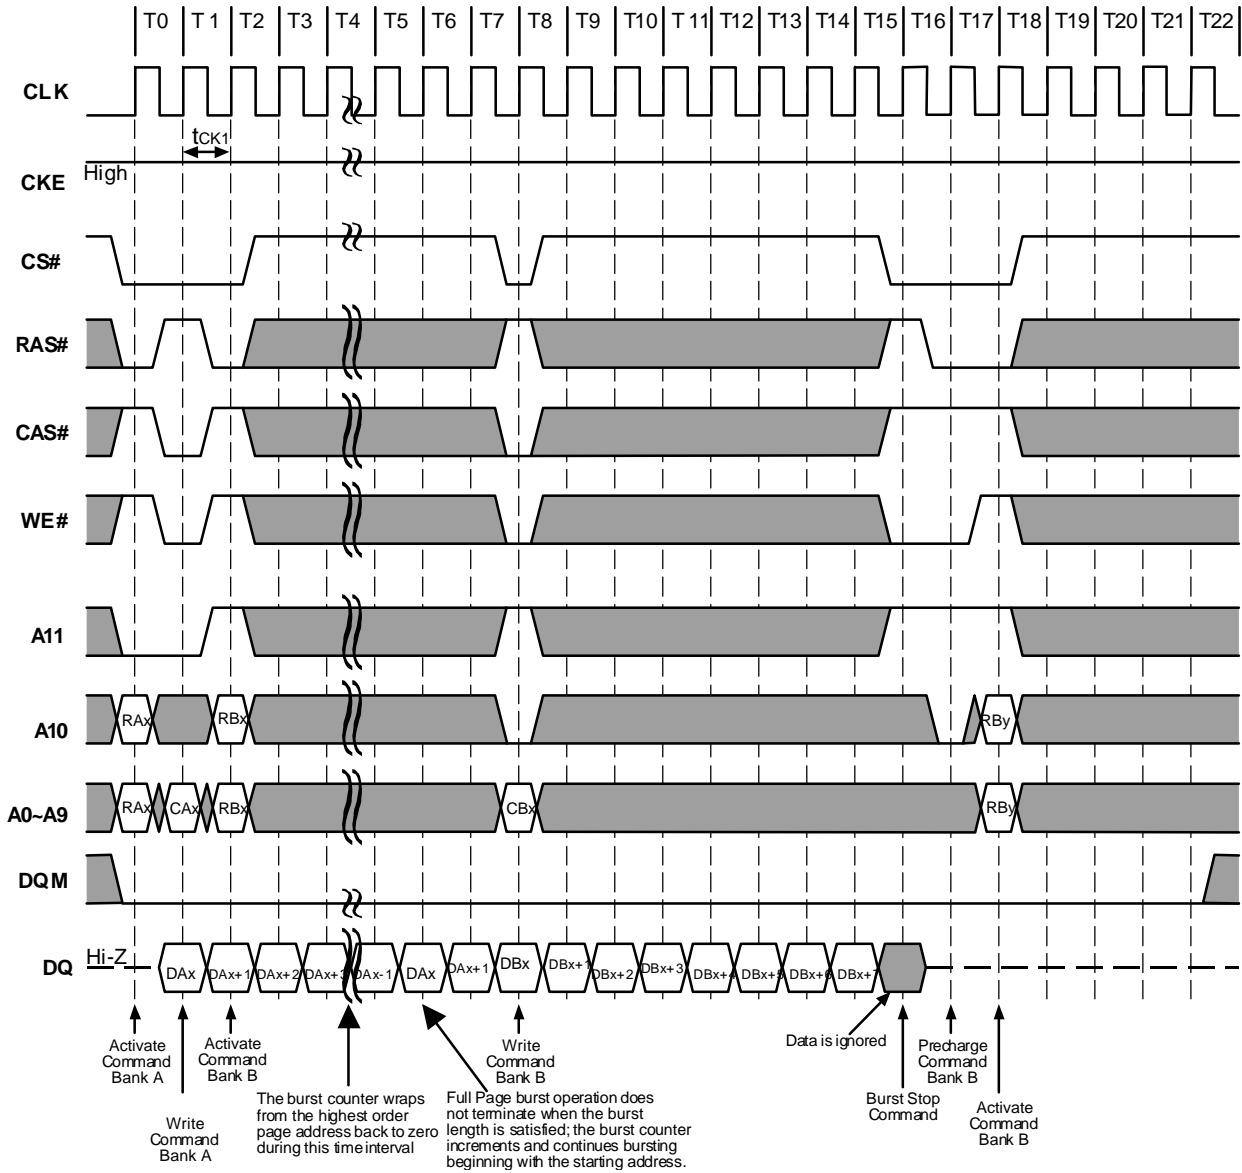 T0 T 1 T2 T3 T4 T5 T6 T7 T8 T9 T10 T 11 T12 T13 T14 T15 T16 T17 T18 T19 T20 T21 T22
CLK
tCK1
High
CKE
CS#
RAS#
CAS#
WE#
A11
A10
RAx RBx RBy
A0~A9
RAx CAx RBx CBx RBy
DQM
DQ
Hi-Z
DAx DAx+1 DAx+2 DAx+3 DAx-1 DAx DAx+1 DBx DBx+1 DBx+2 DBx+3 DBx+4 DBx+5 DBx+6 DBx+7
Activate
Command
Bank A
Write
Command
Bank A
Activate
Command
Bank B
The burst counter wraps
from the highest order
page address back to zero
during this time interval
Full Page burst operation does
not terminate when the burst
length is satisfied; the burst counter
increments and continues bursting
beginning with the starting address.
Write
Command
Bank B
Data is ignored
Burst Stop
Command
Precharge
Command
Bank B
Activate
Command
Bank B